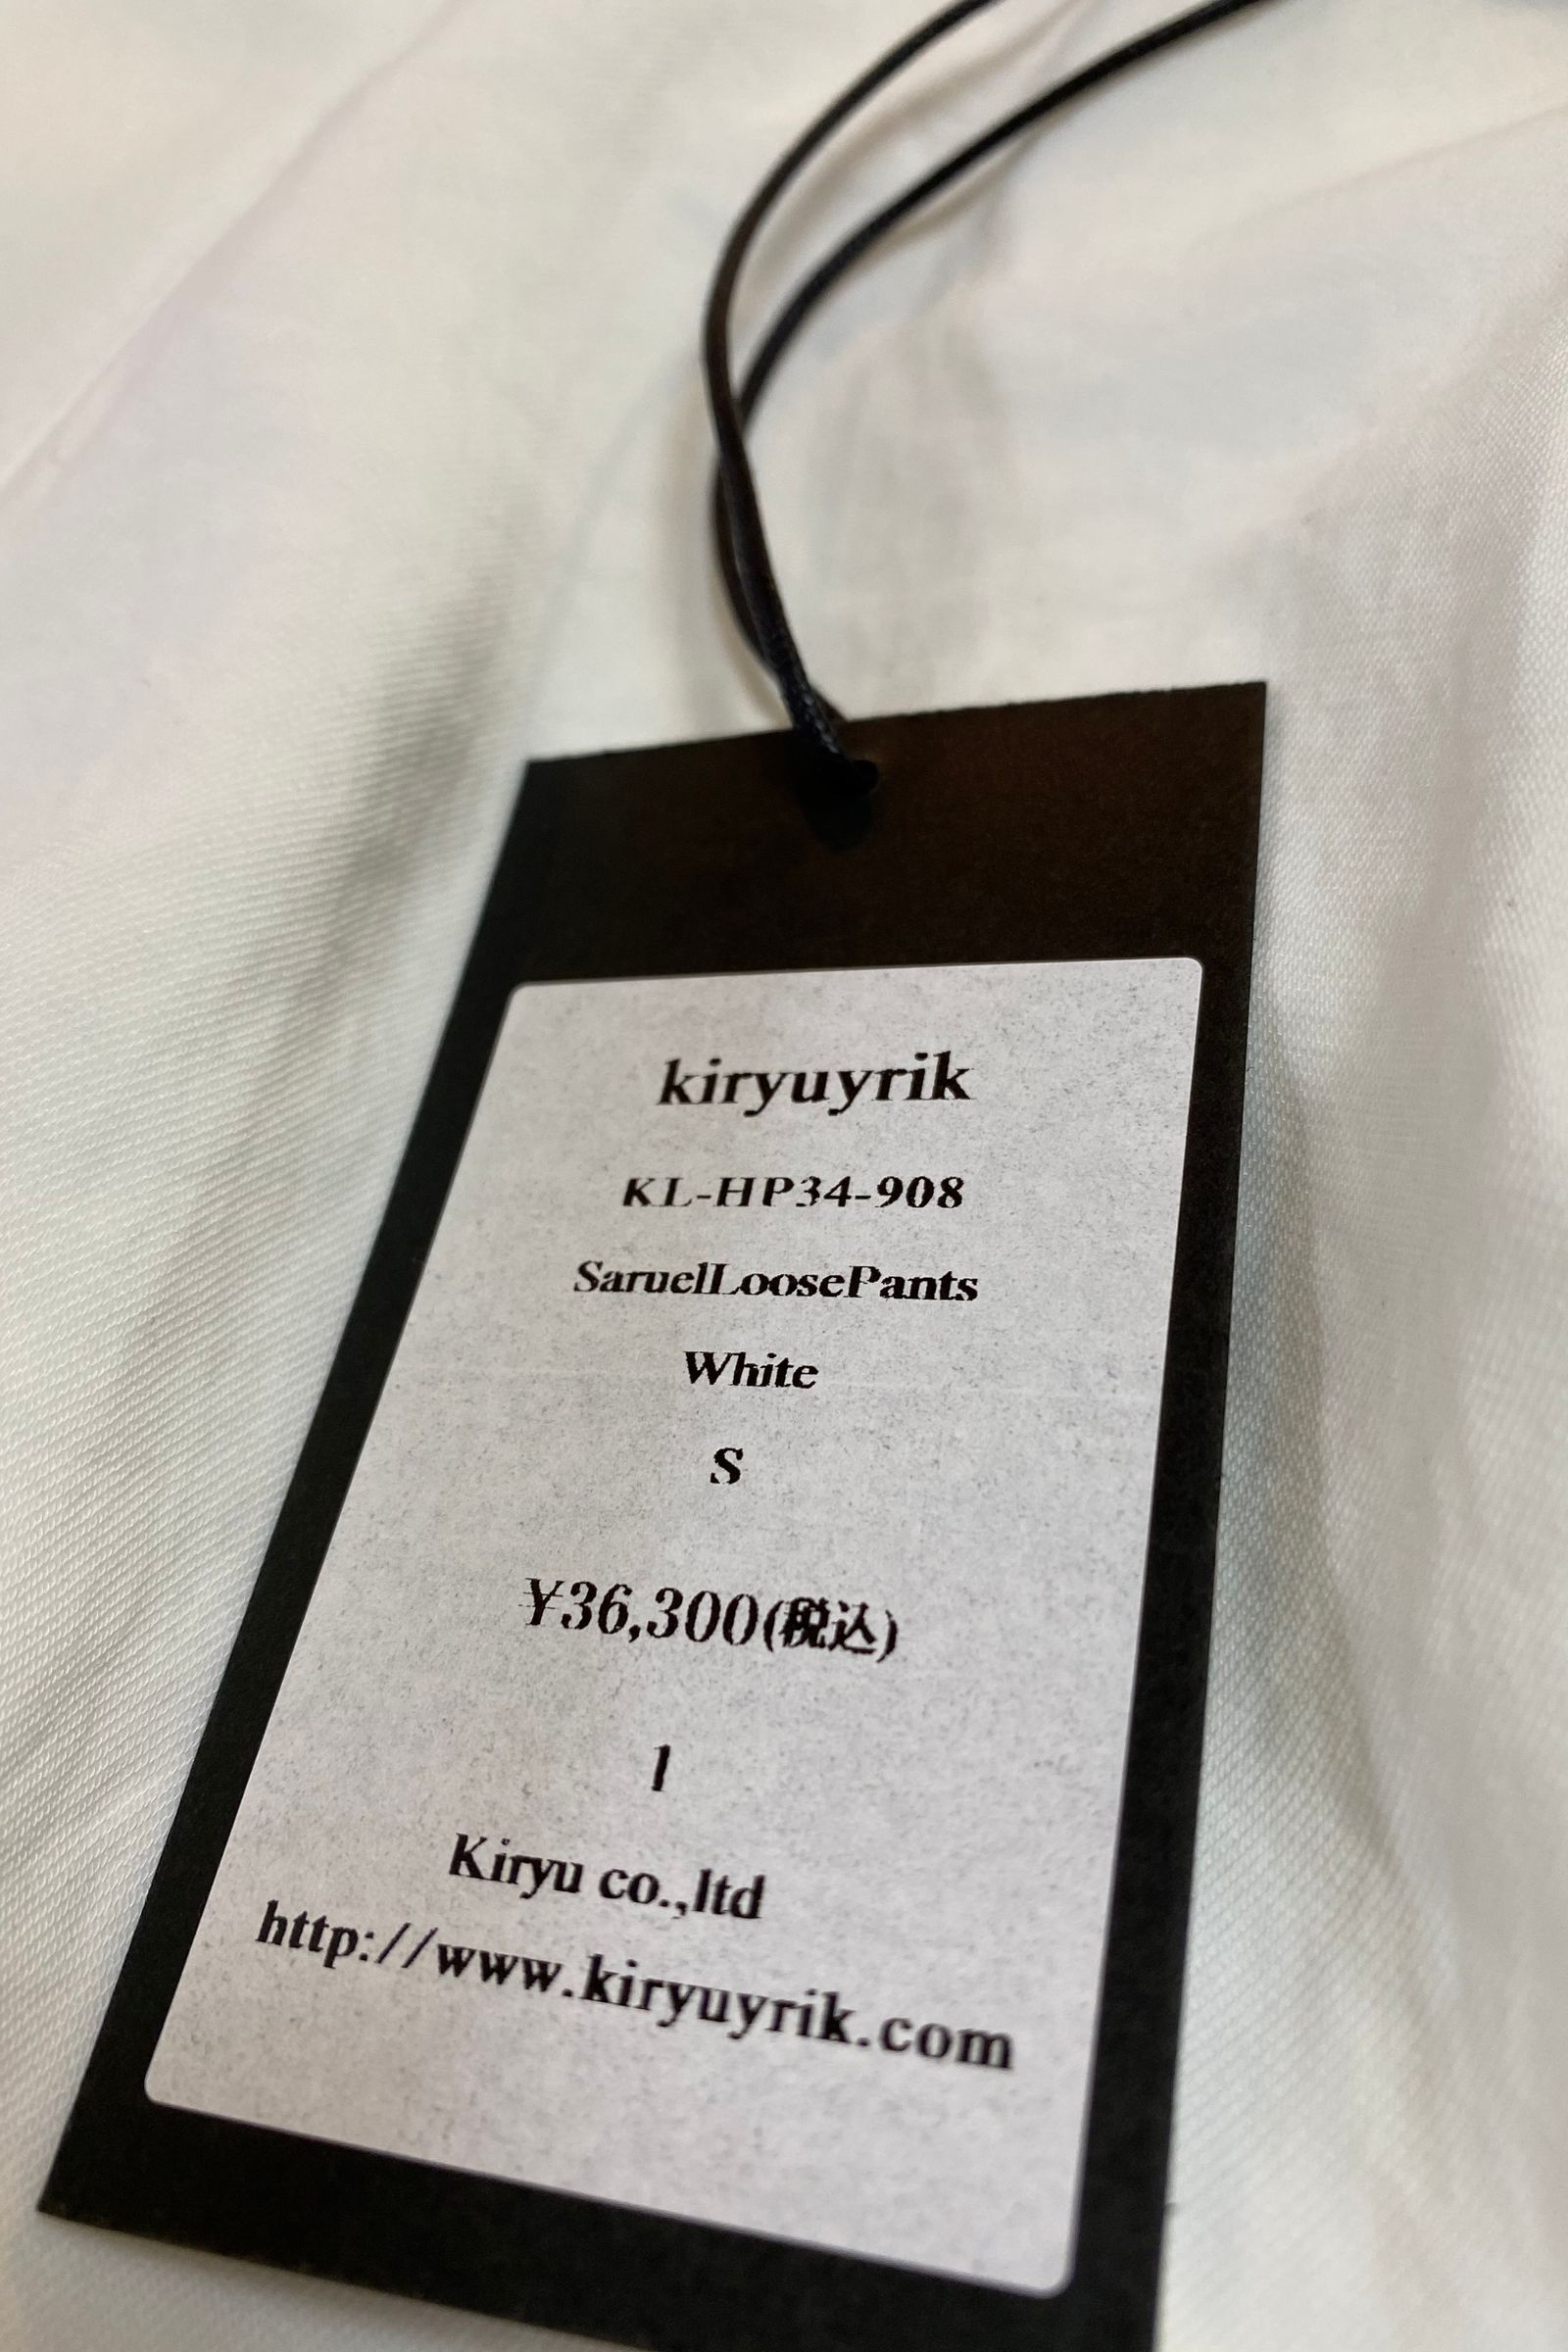 kiryuyrik
KL-HP34-908
SaruelLoosePants
White
S
¥36,300(税込)
1
Kiryu co.,ltd
http://www.kiryuyrik.com